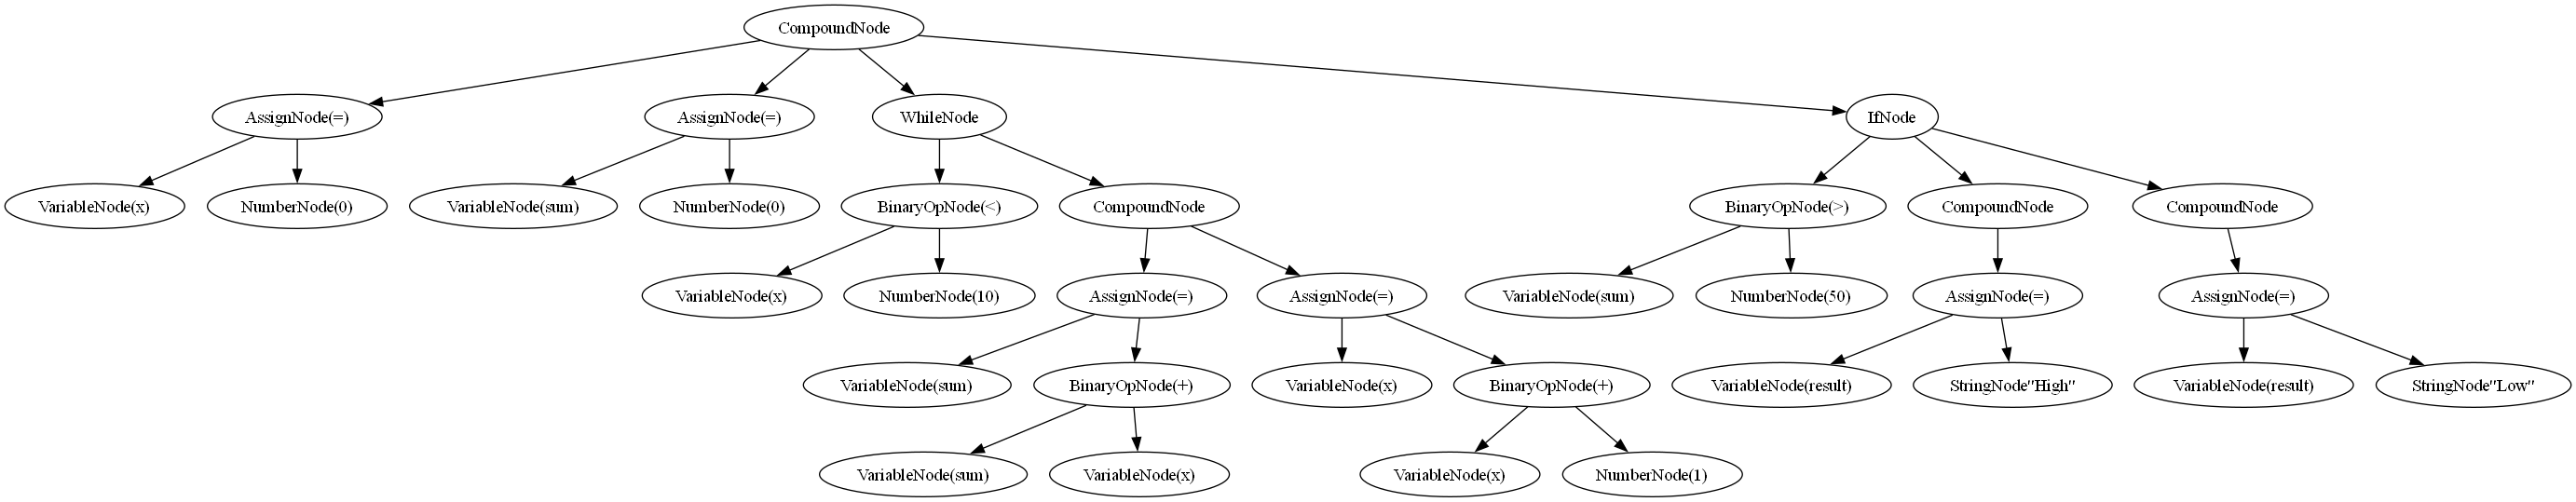 CompoundNode
AssignNode(=)
AssignNode(=)
WhileNode
IfNode
VariableNode(x)
NumberNode(0)
VariableNode(sum)
NumberNode(0)
BinaryOpNode(<)
CompoundNode
BinaryOpNode(>)
CompoundNode
CompoundNode
VariableNode(x)
NumberNode(10)
AssignNode(=)
AssignNode(=)
VariableNode(sum)
NumberNode(50)
AssignNode(=)
AssignNode(=)
VariableNode(sum)
BinaryOpNode(+)
VariableNode(x)
BinaryOpNode(+)
VariableNode(result)
StringNode"High"
VariableNode(result)
StringNode"Low"
VariableNode(sum)
VariableNode(x)
VariableNode(x)
NumberNode(1)